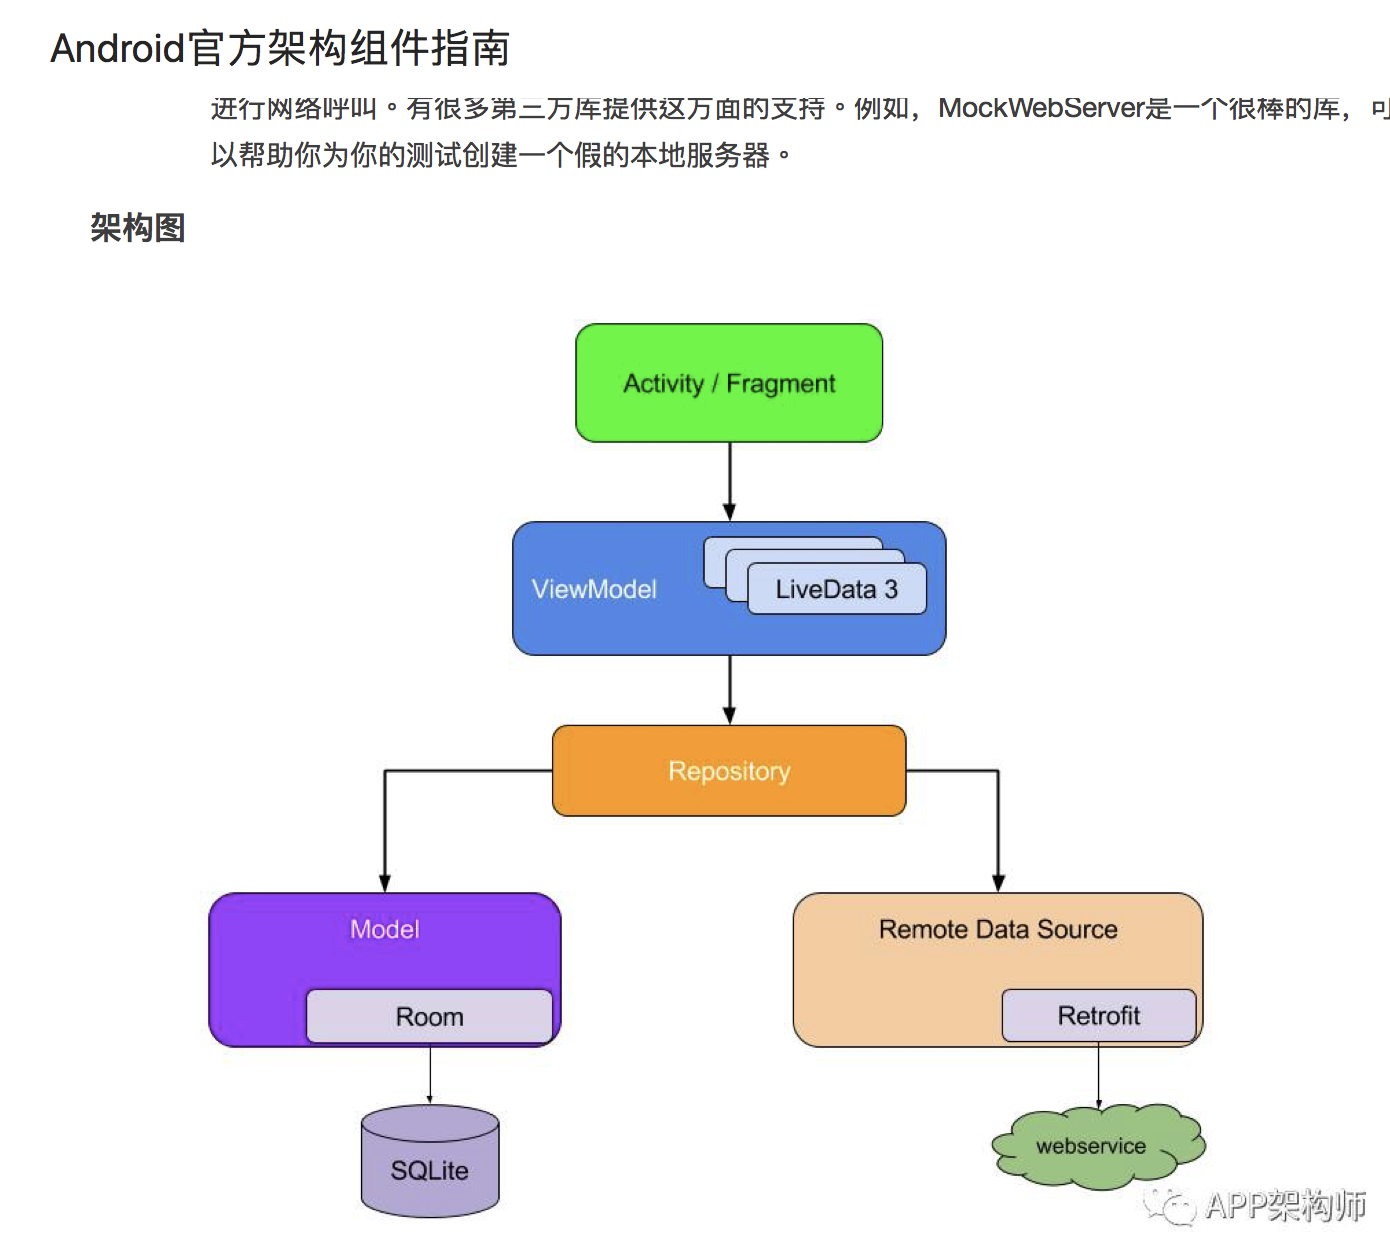 Android官方架构组件指南
进行网络呼叫。有很多第三方库提供这方面的支持。例如，MockWebServer是一个很棒的库，可
以帮助你为你的测试创建一个假的本地服务器。
架构图
Activity / Fragment
ViewModel
LiveData 3
Repository
Model
Remote Data Source
Room
Retrofit
SQLite
webservice
APP架构师